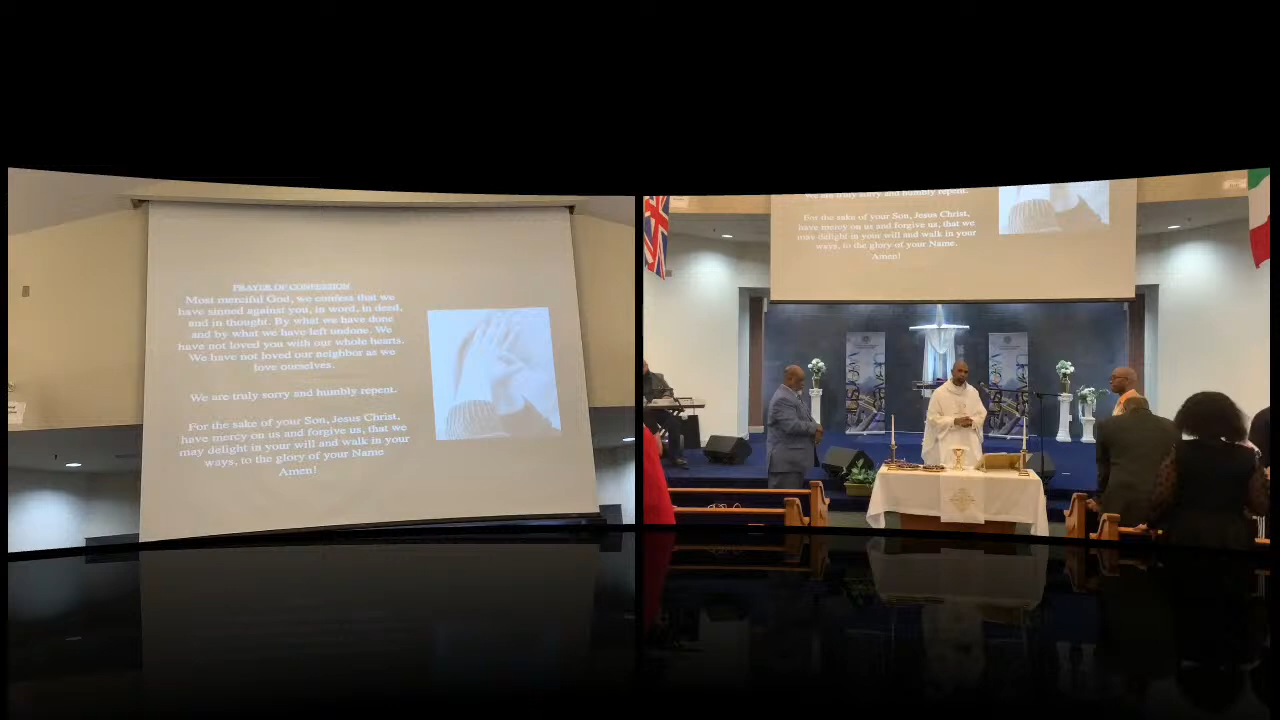 PRAYER OF CONFESSION
Most merciful God, we confess that we
have sinned against you, in word, in deed,
and in thought. By what we have done
and by what we have left undone. We
have not loved you with our whole hearts.
We have not loved our neighbor as we
love ourselves.
We are truly sorry and humbly repent.
For the sake of your Son, Jesus Christ,
have mercy on us and forgive us, that we
may delight in your will and walk in your
ways, to the glory of your Name
Amen!
We are truly sorry and humbly repent.
For the sake of your Son, Jesus Christ,
have mercy on us and forgive us, that we
may delight in your will and walk in your
ways, to the glory of your Name.
Amen!